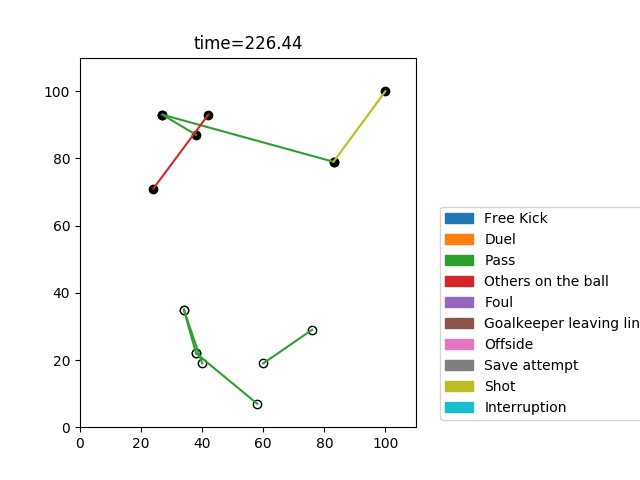 time=226.44
100
80
60
40
20
0
0 20 40 60 80 100
Free Kick
Duel
Pass
Others on the ball
Foul
Goalkeeper leaving lin
Offside
Save attempt
Shot
Interruption